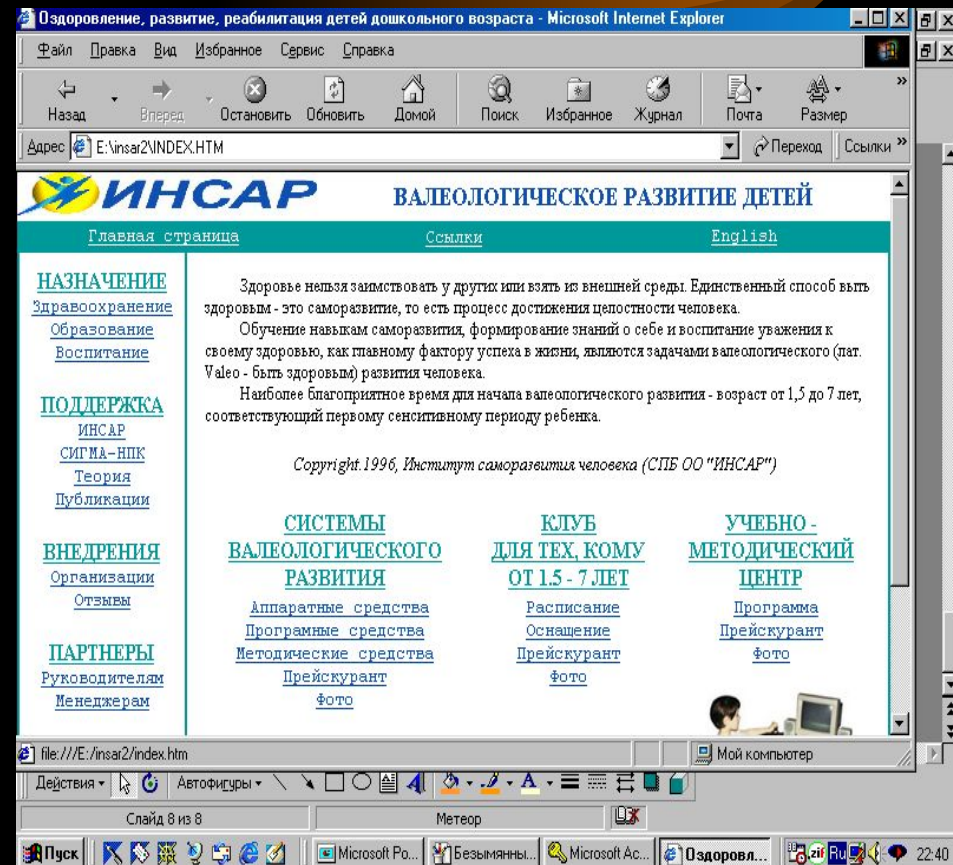 Оздоровление, развитие, реабилитация детей дошкольного возраста - Microsoft Internet Explorer
Файл Правка Вид Избранное Сервис Справка
Назад Вперед Остановить Обновить Домой Поиск Избранное Журнал Почта Размер
Адрес E:\insar2\INDEX.HTM Переход Ссылки
ИНСАР ВАЛЕОЛОГИЧЕСКОЕ РАЗВИТИЕ ДЕТЕЙ
Главная страница Ссылки English
НАЗНАЧЕНИЕ
Здравоохранение
Образование
Воспитание
ПОДДЕРЖКА
ИНСАР
СИГМА-НПК
Теория
Публикации
ВНЕДРЕНИЯ
Организации
Отзывы
ПАРТНЕРЫ
Руководителям
Менеджерам
Здоровье нельзя заимствовать у других или взять из внешней среды. Единственный способ быть
здоровым - это саморазвитие, то есть процесс достижения целостности человека.
Обучение навыкам саморазвития, формирование знаний о себе и воспитание уважения к
своему здоровью, как главному фактору успеха в жизни, являются задачами валеологического (лат.
Valeo - быть здоровым) развития человека.
Наиболее благоприятное время для начала валеологического развития - возраст от 1,5 до 7 лет,
соответствующий первому сенситивному периоду ребенка.
Copyright.1996, Институт саморазвития человека (СПБ ОО "ИНСАР")
СИСТЕМЫ
ВАЛЕОЛОГИЧЕСКОГО
РАЗВИТИЯ
Аппаратные средства
Програмные средства
Методические средства
Прейскурант
Фото
КЛУБ
ДЛЯ ТЕХ, КОМУ
ОТ 1.5 - 7 ЛЕТ
Расписание
Оснащение
Прейскурант
Фото
УЧЕБНО -
МЕТОДИЧЕСКИЙ
ЦЕНТР
Программа
Прейскурант
Фото
file:///E:/insar2/index.htm Мой компьютер
Действия Автофигуры
Слайд 8 из 8 Метеор
Пуск Microsoft Po... Безымянны... Microsoft Ac... Оздоровл... zif Ru 22:40